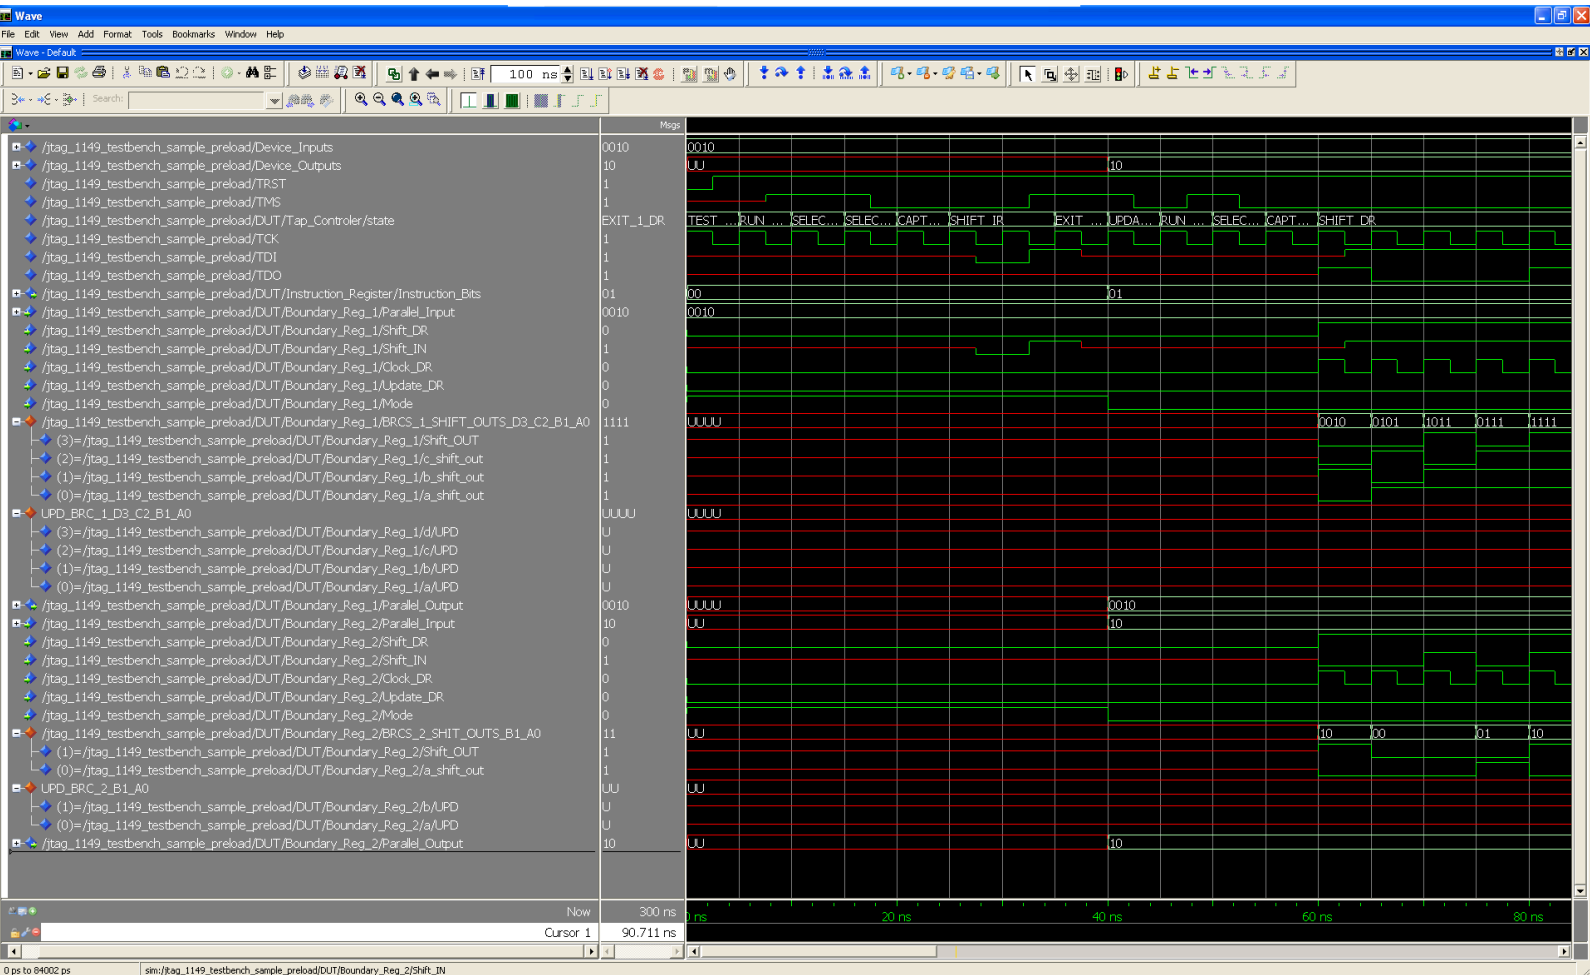 Wave
File Edit View Add Format Tools Bookmarks Window Help
Wave - Default
100 ns
Search:
Msgs
/jtag_1149_testbench_sample_preload/Device_Inputs 0010 0010
/jtag_1149_testbench_sample_preload/Device_Outputs 10 UU 10
/jtag_1149_testbench_sample_preload/TRST 1
/jtag_1149_testbench_sample_preload/TMS 1
/jtag_1149_testbench_sample_preload/DUT/Tap_Controler/state EXIT_1_DR TEST ... RUN_... SELEC... SELEC... CAPT... SHIFT_IR EXIT_... UPDA... RUN_... SELEC... CAPT... SHIFT_DR
/jtag_1149_testbench_sample_preload/TCK 1
/jtag_1149_testbench_sample_preload/TDI 1
/jtag_1149_testbench_sample_preload/TDO 1
/jtag_1149_testbench_sample_preload/DUT/Instruction_Register/Instruction_Bits 01 00 01
/jtag_1149_testbench_sample_preload/DUT/Boundary_Reg_1/Parallel_Input 0010 0010
/jtag_1149_testbench_sample_preload/DUT/Boundary_Reg_1/Shift_DR 0
/jtag_1149_testbench_sample_preload/DUT/Boundary_Reg_1/Shift_IN 1
/jtag_1149_testbench_sample_preload/DUT/Boundary_Reg_1/Clock_DR 0
/jtag_1149_testbench_sample_preload/DUT/Boundary_Reg_1/Update_DR 0
/jtag_1149_testbench_sample_preload/DUT/Boundary_Reg_1/Mode 0
/jtag_1149_testbench_sample_preload/DUT/Boundary_Reg_1/BRCS_1_SHIFT_OUTS_D3_C2_B1_A0 1111 UUUU 0010 0101 1011 0111 1111
(3)=/jtag_1149_testbench_sample_preload/DUT/Boundary_Reg_1/Shift_OUT 1
(2)=/jtag_1149_testbench_sample_preload/DUT/Boundary_Reg_1/c_shift_out 1
(1)=/jtag_1149_testbench_sample_preload/DUT/Boundary_Reg_1/b_shift_out 1
(0)=/jtag_1149_testbench_sample_preload/DUT/Boundary_Reg_1/a_shift_out 1
UPD_BRC_1_D3_C2_B1_A0 UUUU UUUU
(3)=/jtag_1149_testbench_sample_preload/DUT/Boundary_Reg_1/d/UPD U
(2)=/jtag_1149_testbench_sample_preload/DUT/Boundary_Reg_1/c/UPD U
(1)=/jtag_1149_testbench_sample_preload/DUT/Boundary_Reg_1/b/UPD U
(0)=/jtag_1149_testbench_sample_preload/DUT/Boundary_Reg_1/a/UPD U
/jtag_1149_testbench_sample_preload/DUT/Boundary_Reg_1/Parallel_Output 0010 UUUU 0010
/jtag_1149_testbench_sample_preload/DUT/Boundary_Reg_2/Parallel_Input 10 UU 10
/jtag_1149_testbench_sample_preload/DUT/Boundary_Reg_2/Shift_DR 0
/jtag_1149_testbench_sample_preload/DUT/Boundary_Reg_2/Shift_IN 1
/jtag_1149_testbench_sample_preload/DUT/Boundary_Reg_2/Clock_DR 0
/jtag_1149_testbench_sample_preload/DUT/Boundary_Reg_2/Update_DR 0
/jtag_1149_testbench_sample_preload/DUT/Boundary_Reg_2/Mode 0
/jtag_1149_testbench_sample_preload/DUT/Boundary_Reg_2/BRCS_2_SHIT_OUTS_B1_A0 11 UU 10 00 01 10
(1)=/jtag_1149_testbench_sample_preload/DUT/Boundary_Reg_2/Shift_OUT 1
(0)=/jtag_1149_testbench_sample_preload/DUT/Boundary_Reg_2/a_shift_out 1
UPD_BRC_2_B1_A0 UU UU
(1)=/jtag_1149_testbench_sample_preload/DUT/Boundary_Reg_2/b/UPD U
(0)=/jtag_1149_testbench_sample_preload/DUT/Boundary_Reg_2/a/UPD U
/jtag_1149_testbench_sample_preload/DUT/Boundary_Reg_2/Parallel_Output 10 UU 10
Now 300 ns ns 20 ns 40 ns 60 ns 80 ns
Cursor 1 90.711 ns
0 ps to 84002 ps sim:/jtag_1149_testbench_sample_preload/DUT/Boundary_Reg_2/Shift_IN